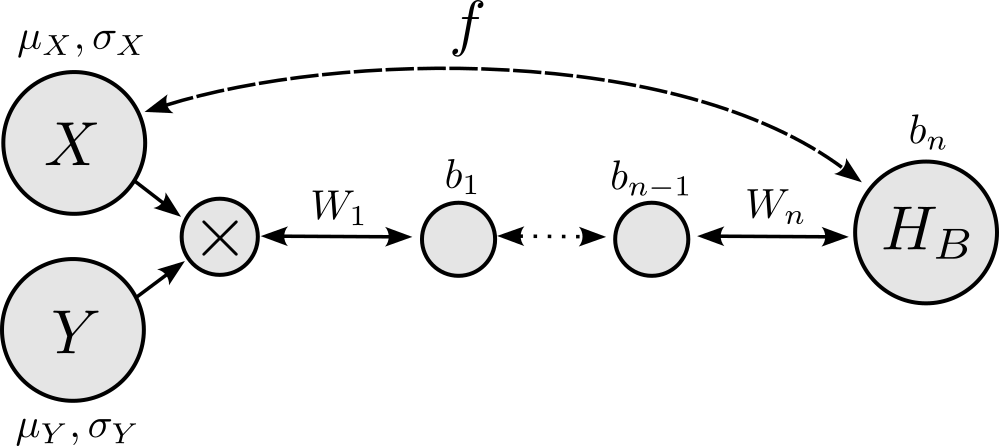 f
μ_X, σ_X
X
b_n
b_1
b_{n−1}
W_1
W_n
×
H_B
Y
μ_Y, σ_Y